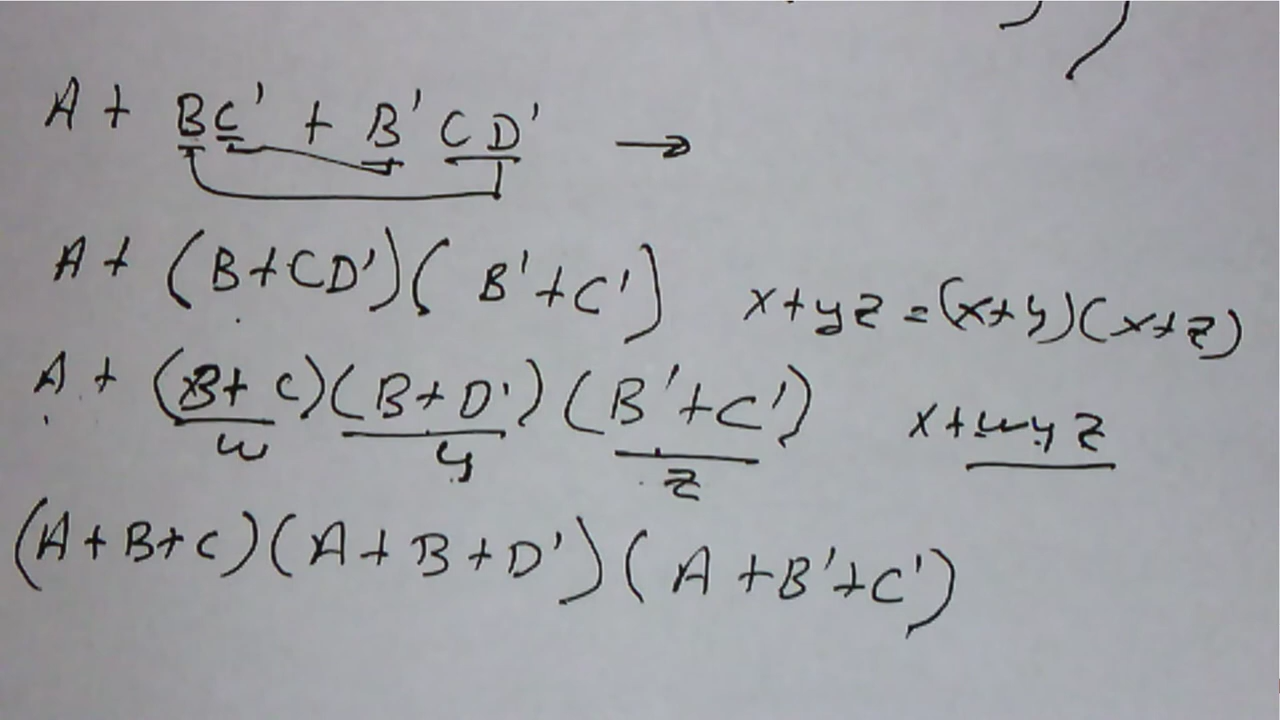 A + BC' + B'CD' →
A + (B+CD')(B'+C') x+yz=(x+y)(x+z)
A + (B+C)(B+D')(B'+C') x+wyz
w y z
(A+B+C)(A+B+D')(A+B'+C')